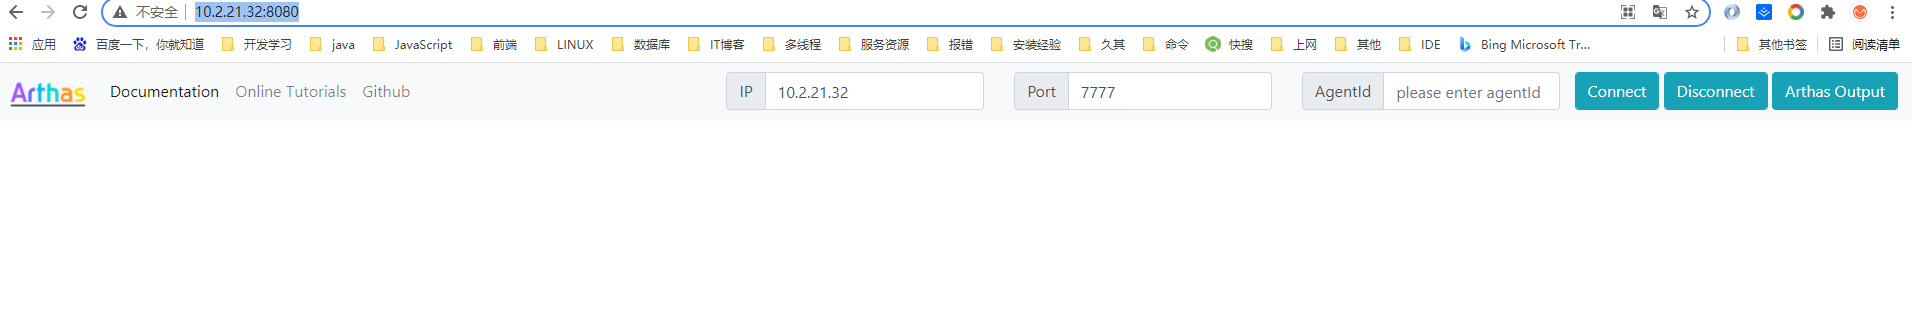 不安全 10.2.21.32:8080
应用 百度一下，你就知道 开发学习 java JavaScript 前端 LINUX 数据库 IT博客 多线程 服务资源 报错 安装经验 久其 命令 快搜 上网 其他 IDE Bing Microsoft Tr... 其他书签 阅读清单
Arthas Documentation Online Tutorials Github IP 10.2.21.32 Port 7777 AgentId please enter agentId Connect Disconnect Arthas Output